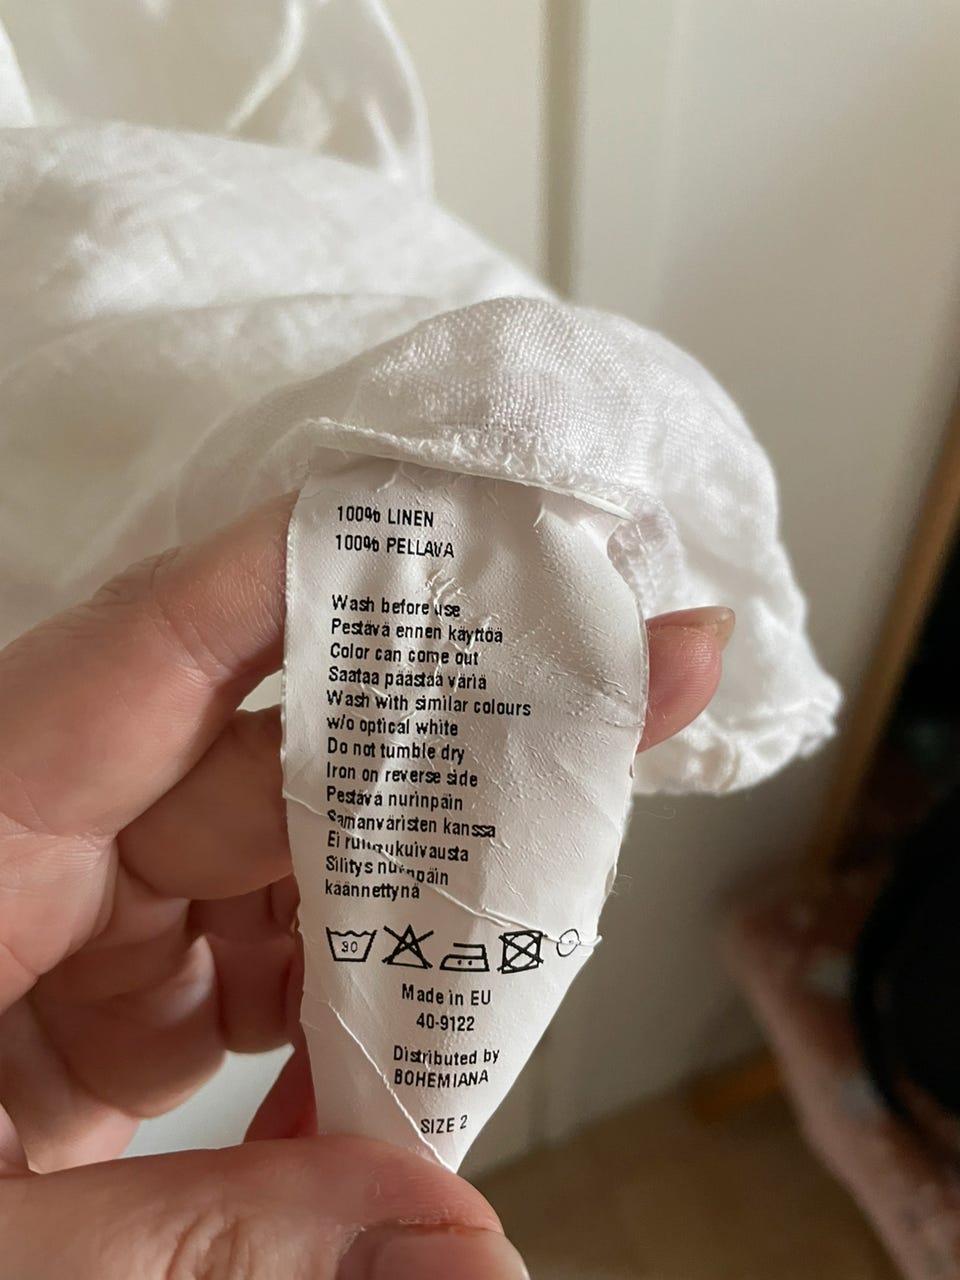 100% LINEN
100% PELLAVA
Wash before use
Pestävä ennen käyttöä
Color can come out
Saataa päästää väriä
Wash with similar colours
w/o optical white
Do not tumble dry
Iron on reverse side
Pestävä nurinpäin
Samanväristen kanssa
Ei rumpukuivausta
Silitys nurinpäin
käännettynä
30
Made in EU
40-9122
Distributed by
BOHEMIANA
SIZE 2